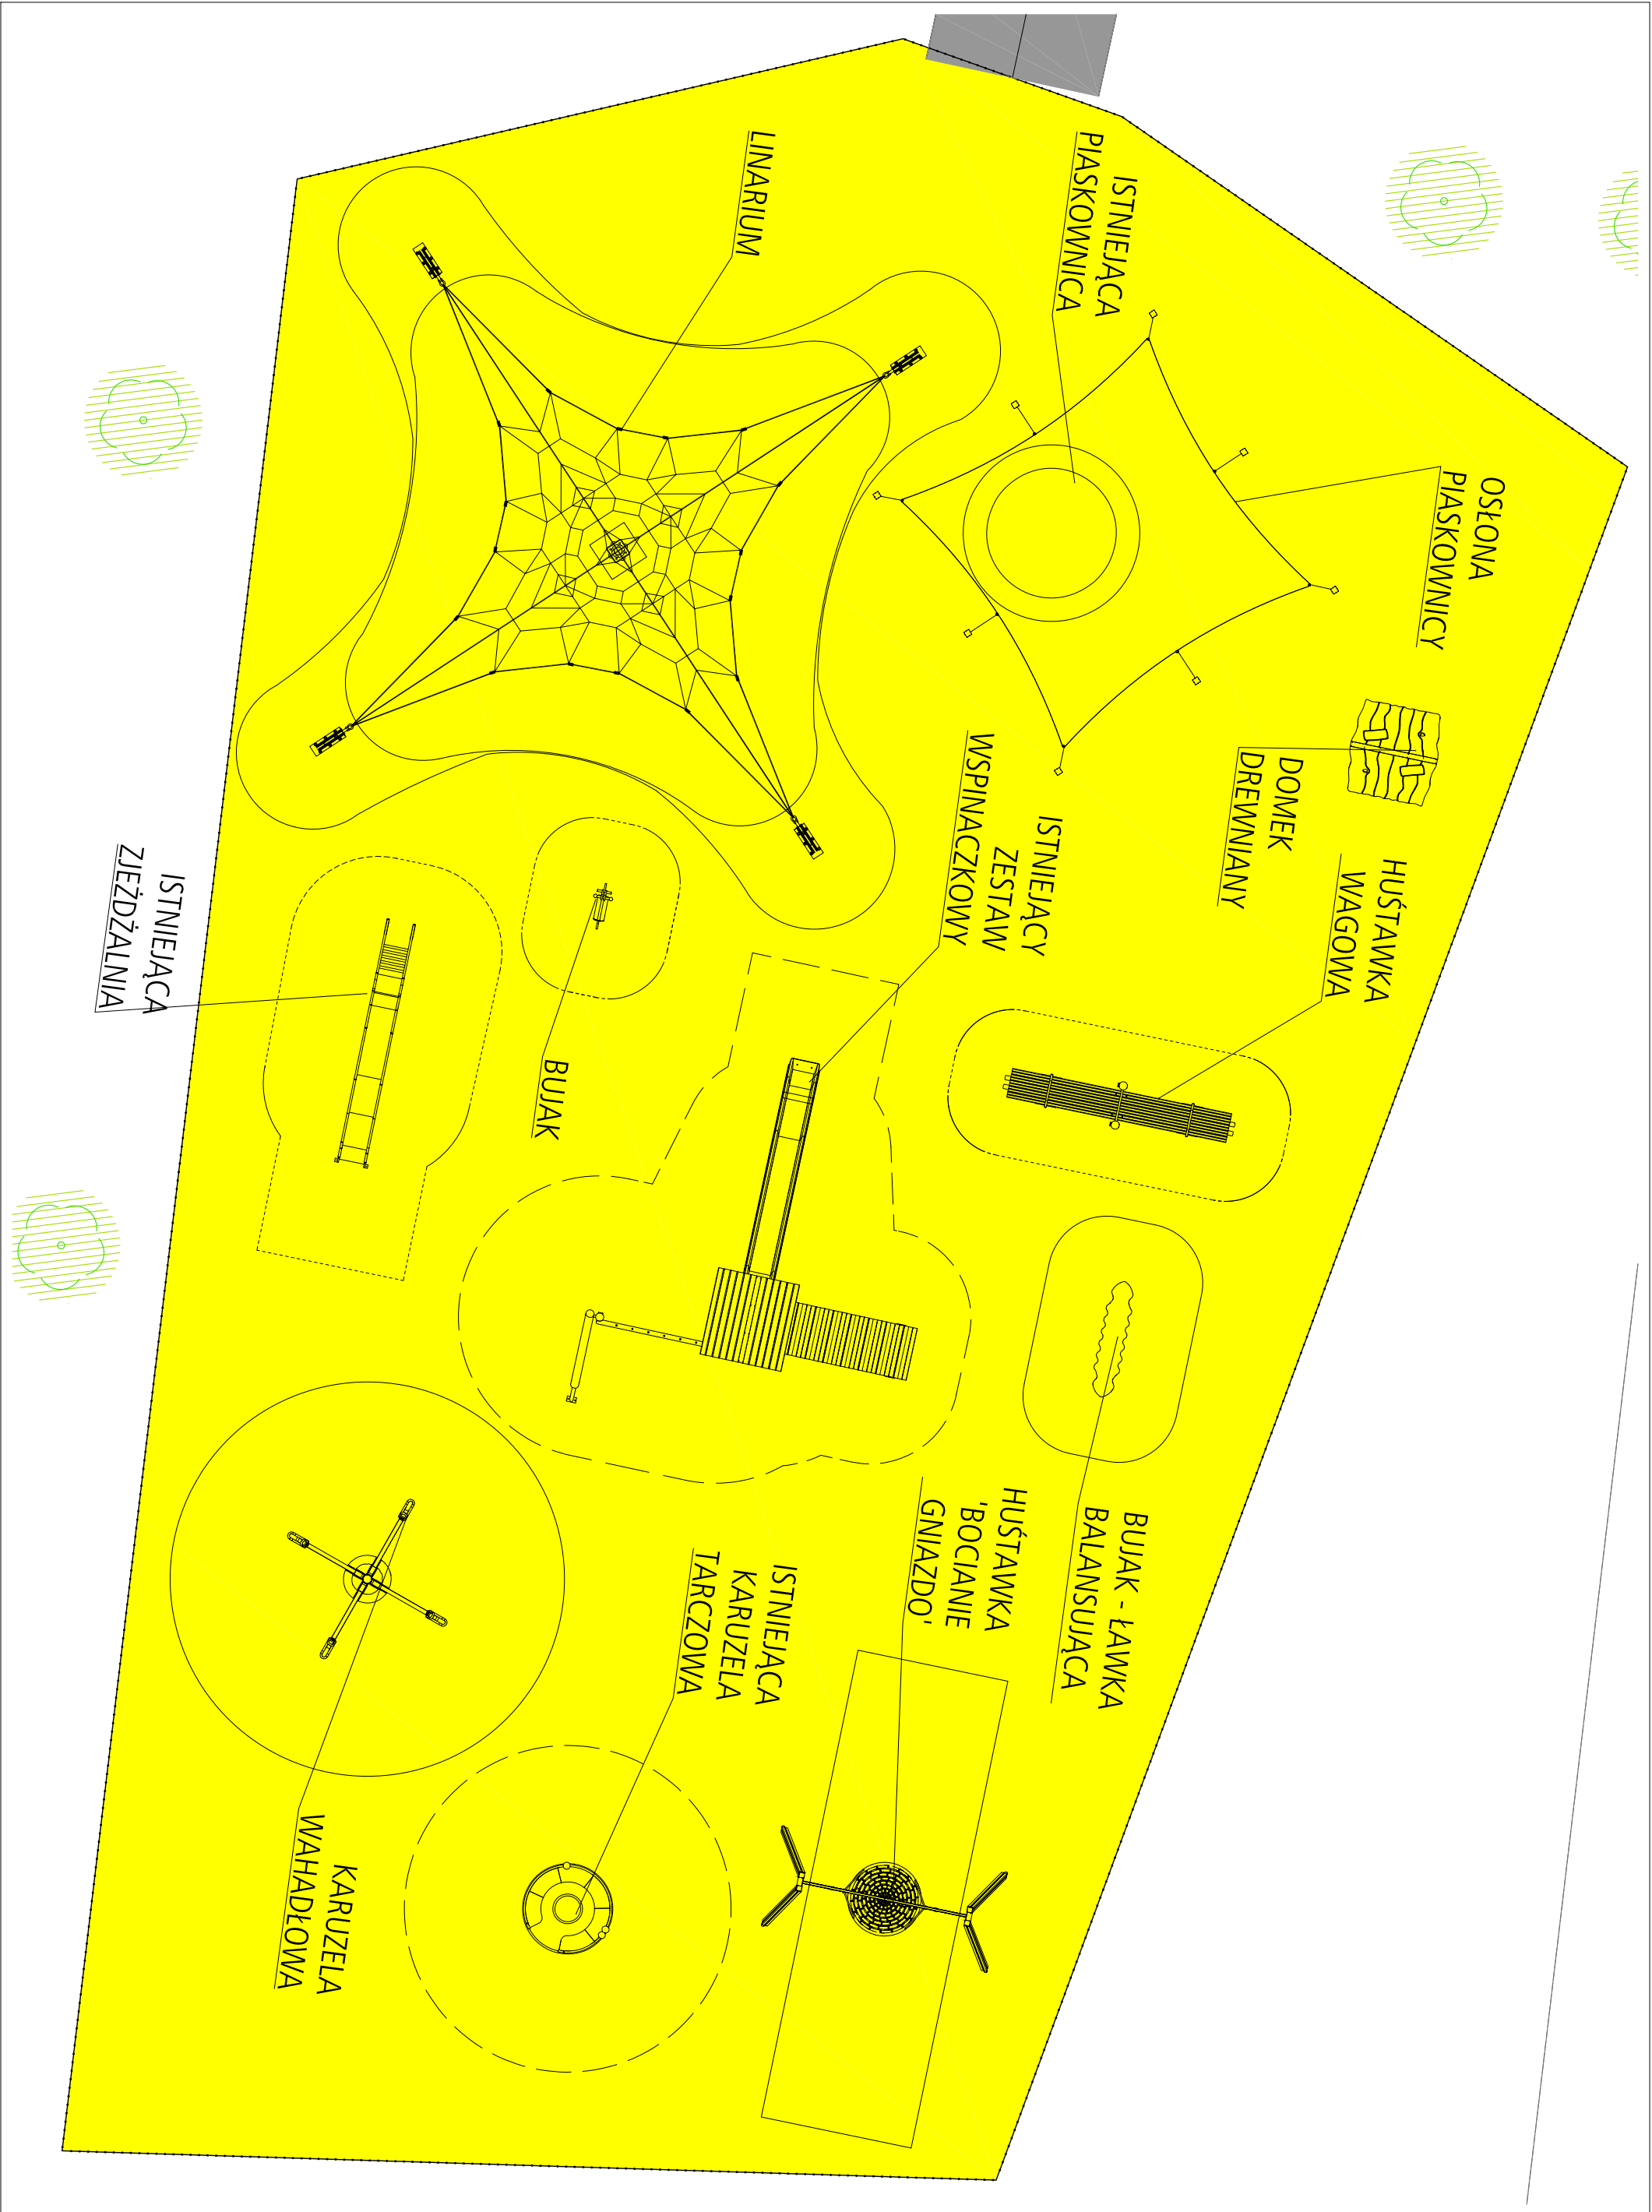 OSŁONA
PIASKOWNICY
ISTNIEJĄCA
PIASKOWNICA
LINARIUM
DOMEK
DREWNIANY
HUŚTAWKA
WAGOWA
ISTNIEJĄCY
ZESTAW
WSPINACZKOWY
BUJAK
ISTNIEJĄCA
ZJEŻDŻALNIA
BUJAK - ŁAWKA
BALANSUJĄCA
HUŚTAWKA
'BOCIANIE
GNIAZDO'
ISTNIEJĄCA
KARUZELA
TARCZOWA
KARUZELA
WAHADŁOWA